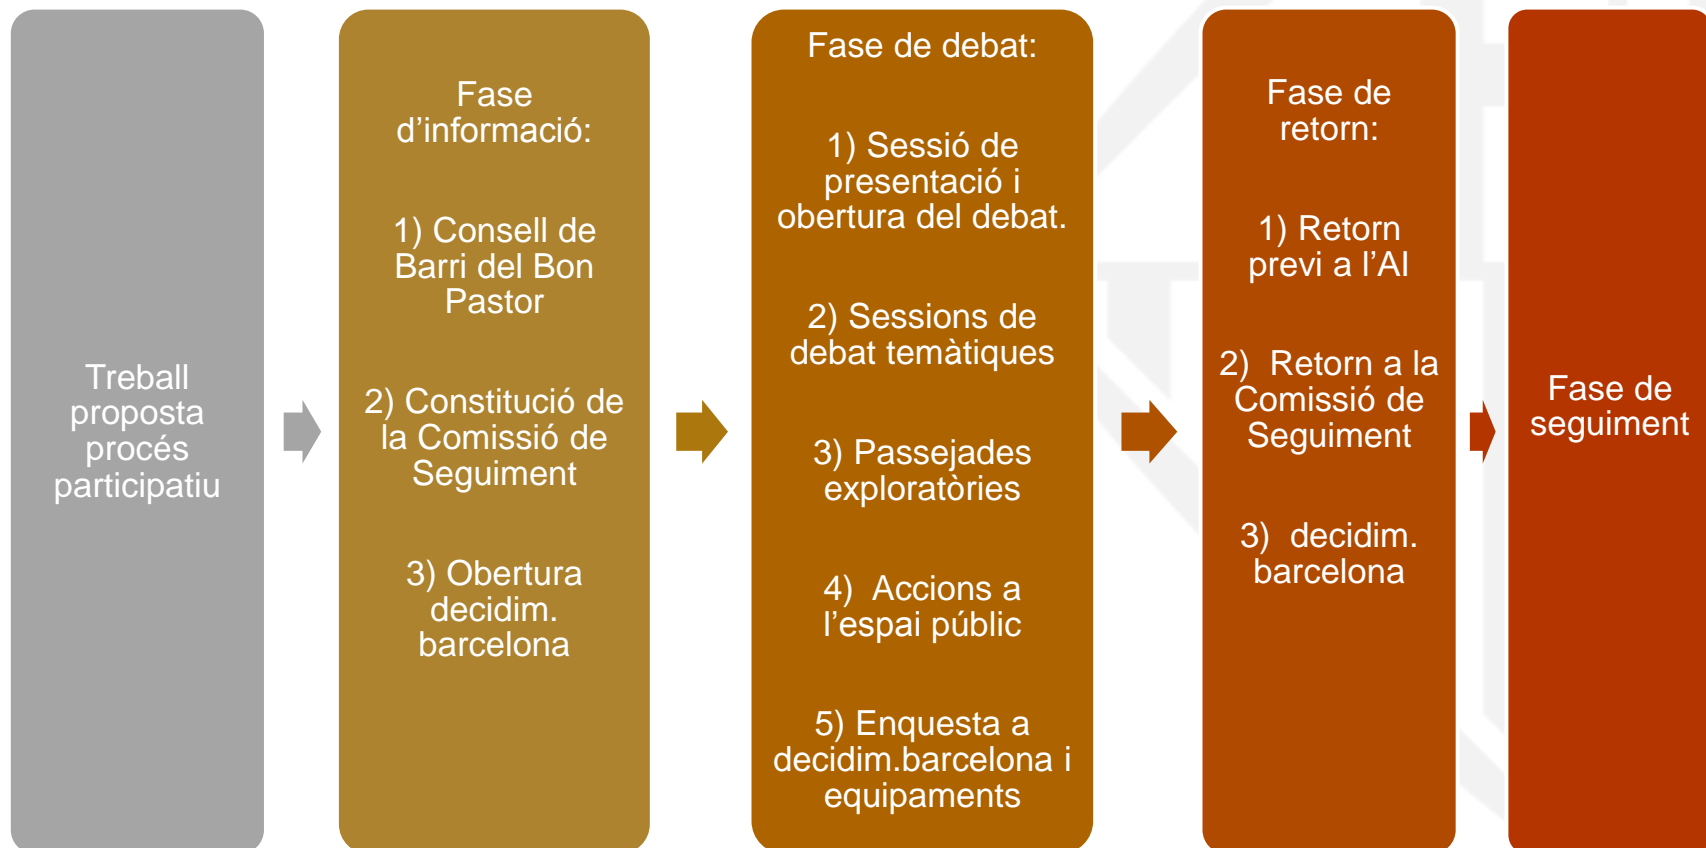 Treball
proposta
procés
participatiu
Fase
d’informació:
1) Consell de
Barri del Bon
Pastor
2) Constitució de
la Comissió de
Seguiment
3) Obertura
decidim.
barcelona
Fase de debat:
1) Sessió de
presentació i
obertura del debat.
2) Sessions de
debat temàtiques
3) Passejades
exploratòries
4) Accions a
l’espai públic
5) Enquesta a
decidim.barcelona i
equipaments
Fase de
retorn:
1) Retorn
previ a l’AI
2) Retorn a la
Comissió de
Seguiment
3) decidim.
barcelona
Fase de
seguiment